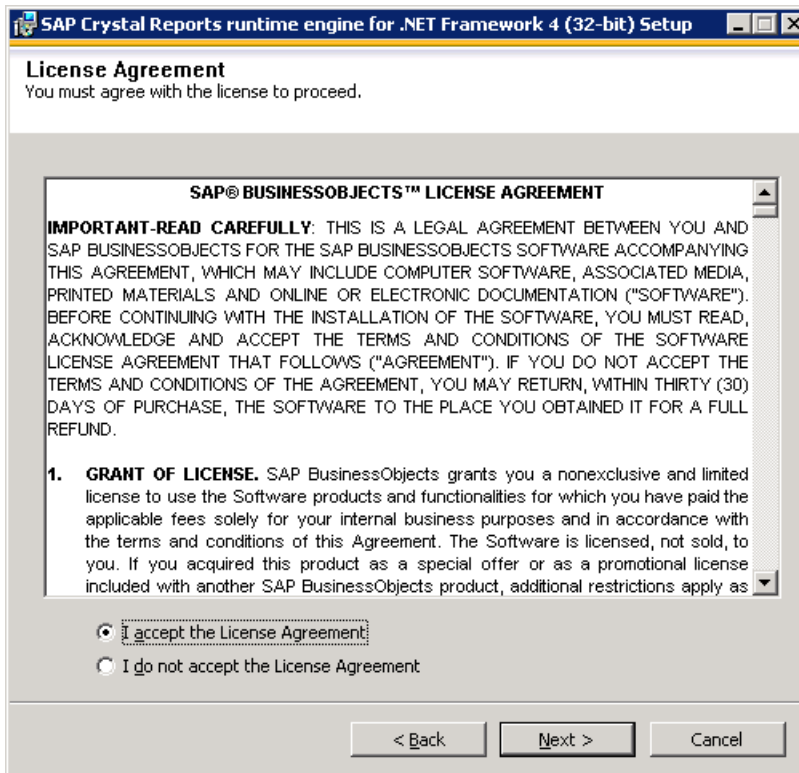 SAP Crystal Reports runtime engine for .NET Framework 4 (32-bit) Setup
License Agreement
You must agree with the license to proceed.
SAP® BUSINESSOBJECTS™ LICENSE AGREEMENT
IMPORTANT-READ CAREFULLY: THIS IS A LEGAL AGREEMENT BETWEEN YOU AND
SAP BUSINESSOBJECTS FOR THE SAP BUSINESSOBJECTS SOFTWARE ACCOMPANYING
THIS AGREEMENT, WHICH MAY INCLUDE COMPUTER SOFTWARE, ASSOCIATED MEDIA,
PRINTED MATERIALS AND ONLINE OR ELECTRONIC DOCUMENTATION ("SOFTWARE").
BEFORE CONTINUING WITH THE INSTALLATION OF THE SOFTWARE, YOU MUST READ,
ACKNOWLEDGE AND ACCEPT THE TERMS AND CONDITIONS OF THE SOFTWARE
LICENSE AGREEMENT THAT FOLLOWS ("AGREEMENT"). IF YOU DO NOT ACCEPT THE
TERMS AND CONDITIONS OF THE AGREEMENT, YOU MAY RETURN, WITHIN THIRTY (30)
DAYS OF PURCHASE, THE SOFTWARE TO THE PLACE YOU OBTAINED IT FOR A FULL
REFUND.
1. GRANT OF LICENSE. SAP BusinessObjects grants you a nonexclusive and limited
license to use the Software products and functionalities for which you have paid the
applicable fees solely for your internal business purposes and in accordance with
the terms and conditions of this Agreement. The Software is licensed, not sold, to
you. If you acquired this product as a special offer or as a promotional license
included with another SAP BusinessObjects product, additional restrictions apply as
I accept the License Agreement
I do not accept the License Agreement
< Back Next > Cancel